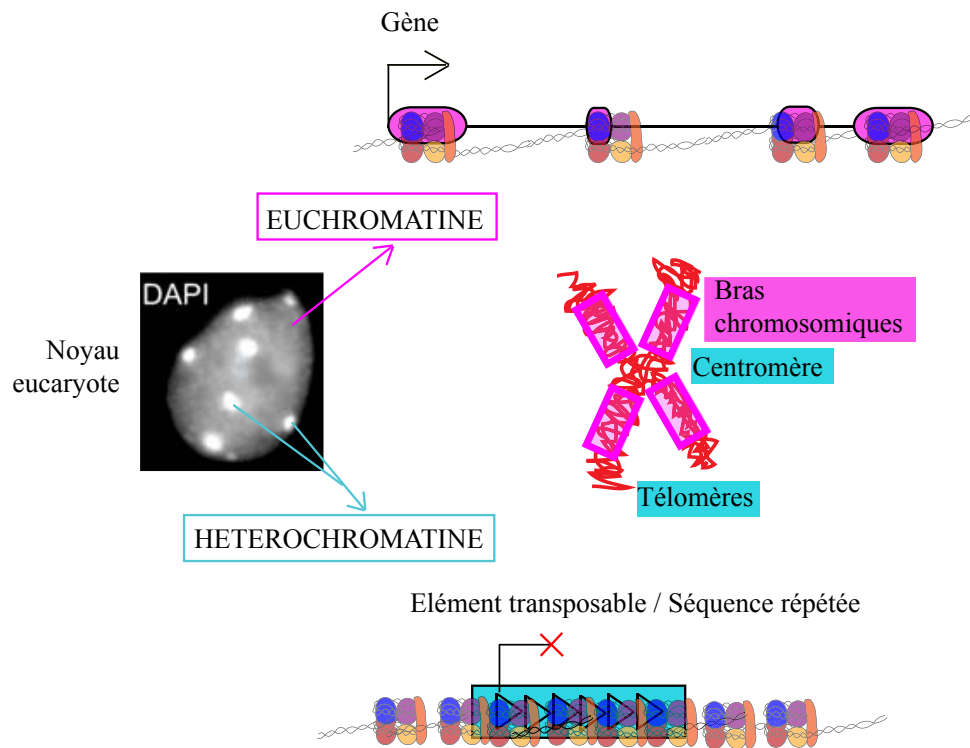 Gène
EUCHROMATINE
DAPI
Noyau
eucaryote
Bras
chromosomiques
Centromère
Télomères
HETEROCHROMATINE
Elément transposable / Séquence répétée